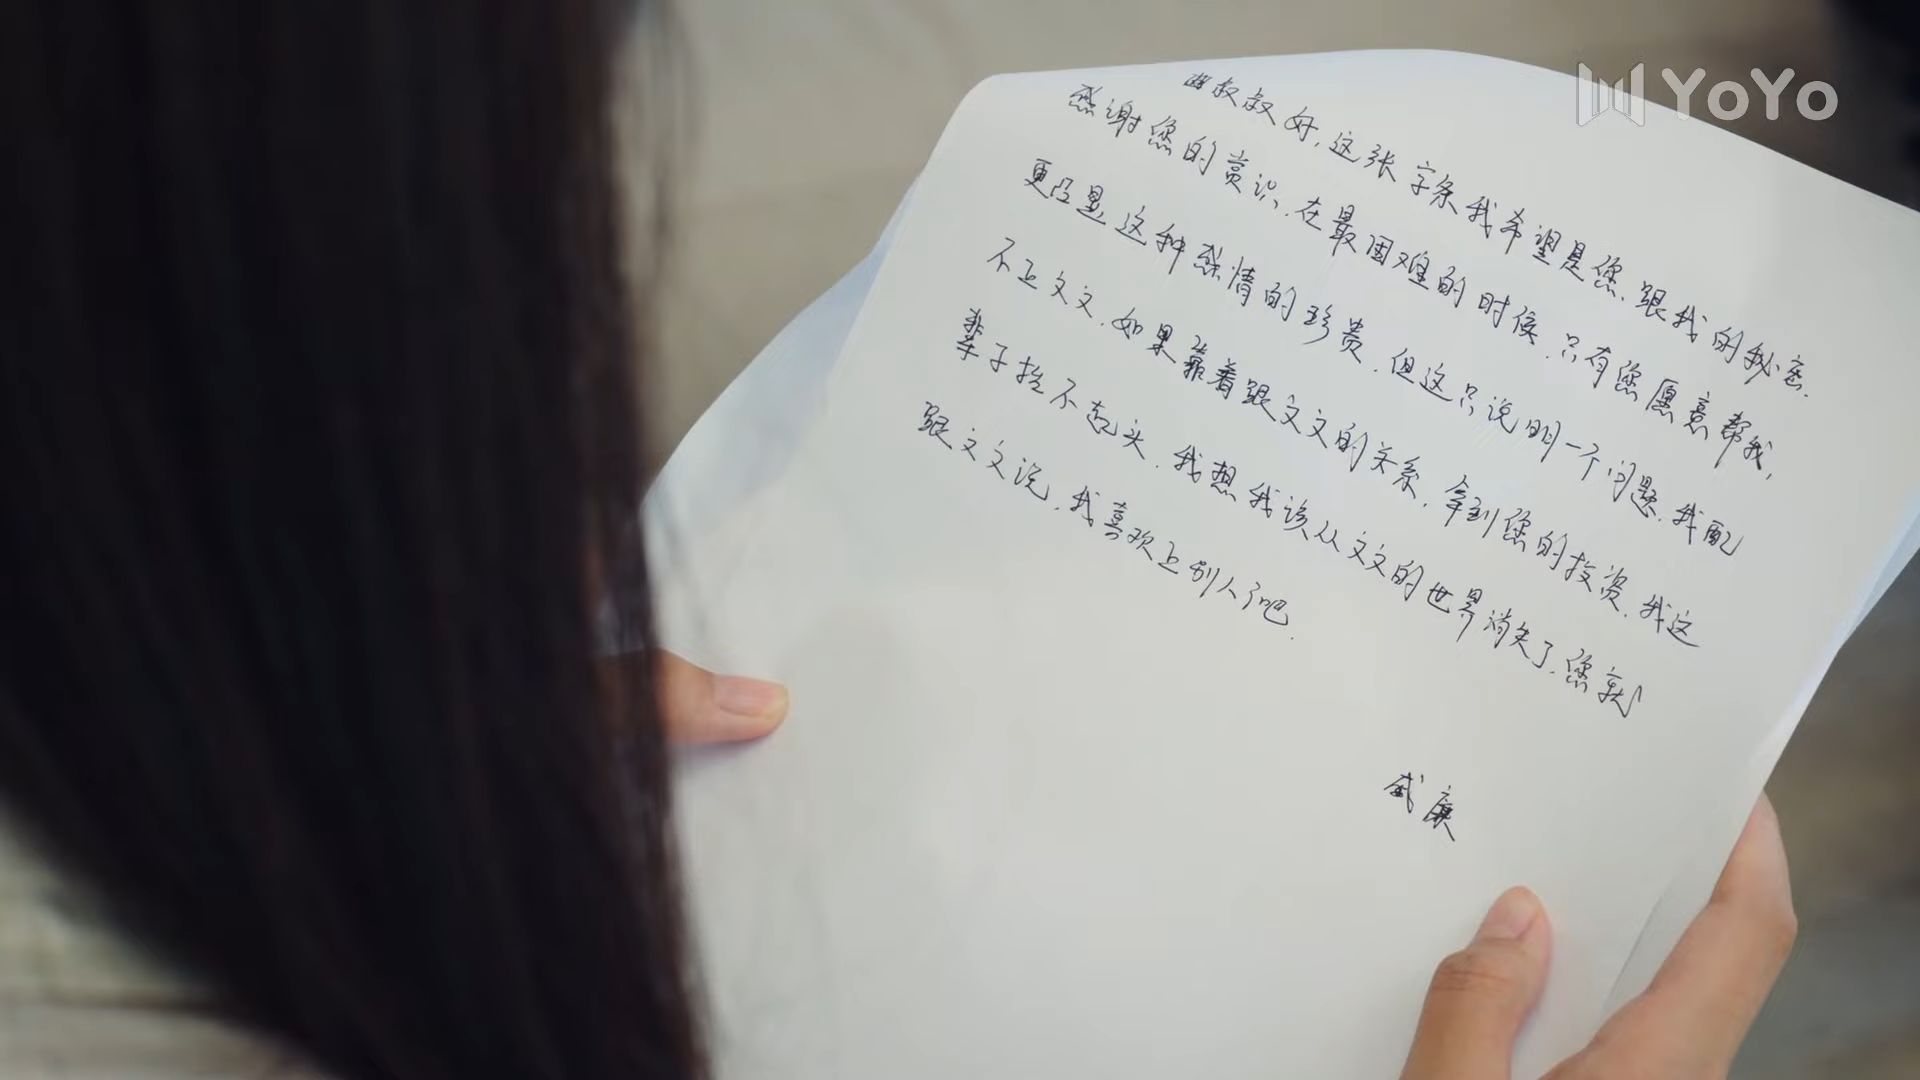 叔叔好,这张字条我希望是您.跟我的秘密.
感谢您的赏识.在最困难的时候.只有您愿意帮我,
更凸显这种感情的珍贵.但这只说明一个问题.我配
不上文文.如果靠着跟文文的关系.拿到您的投资.我这
辈子抬不起头.我想我该从文文的世界消失了.您就
跟文文说.我喜欢上别人了吧.
威廉
YoYo